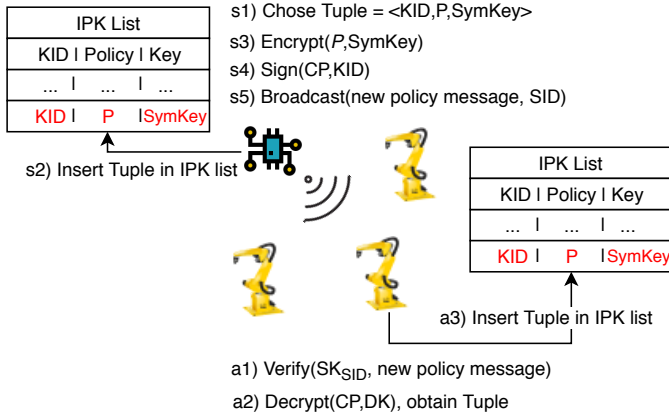 IPK List
KID | Policy | Key
... | ... | ...
KID | P |SymKey
s1) Chose Tuple = <KID,P,SymKey>
s3) Encrypt(P,SymKey)
s4) Sign(CP,KID)
s5) Broadcast(new policy message, SID)
s2) Insert Tuple in IPK list
IPK List
KID | Policy | Key
... | ... | ...
KID | P |SymKey
a3) Insert Tuple in IPK list
a1) Verify(SK_SID, new policy message)
a2) Decrypt(CP,DK), obtain Tuple